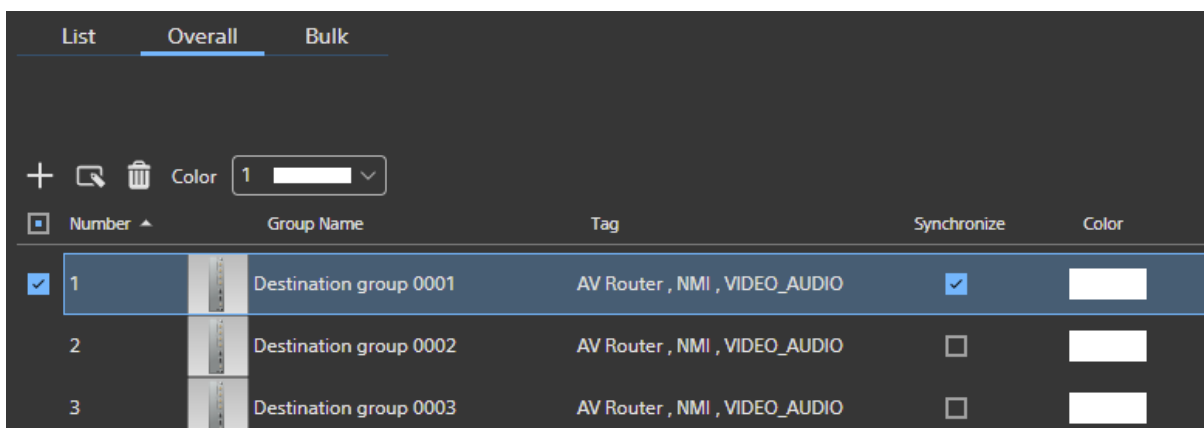 List Overall Bulk
Color 1
Number Group Name Tag Synchronize Color
1 Destination group 0001 AV Router , NMI , VIDEO_AUDIO
2 Destination group 0002 AV Router , NMI , VIDEO_AUDIO
3 Destination group 0003 AV Router , NMI , VIDEO_AUDIO